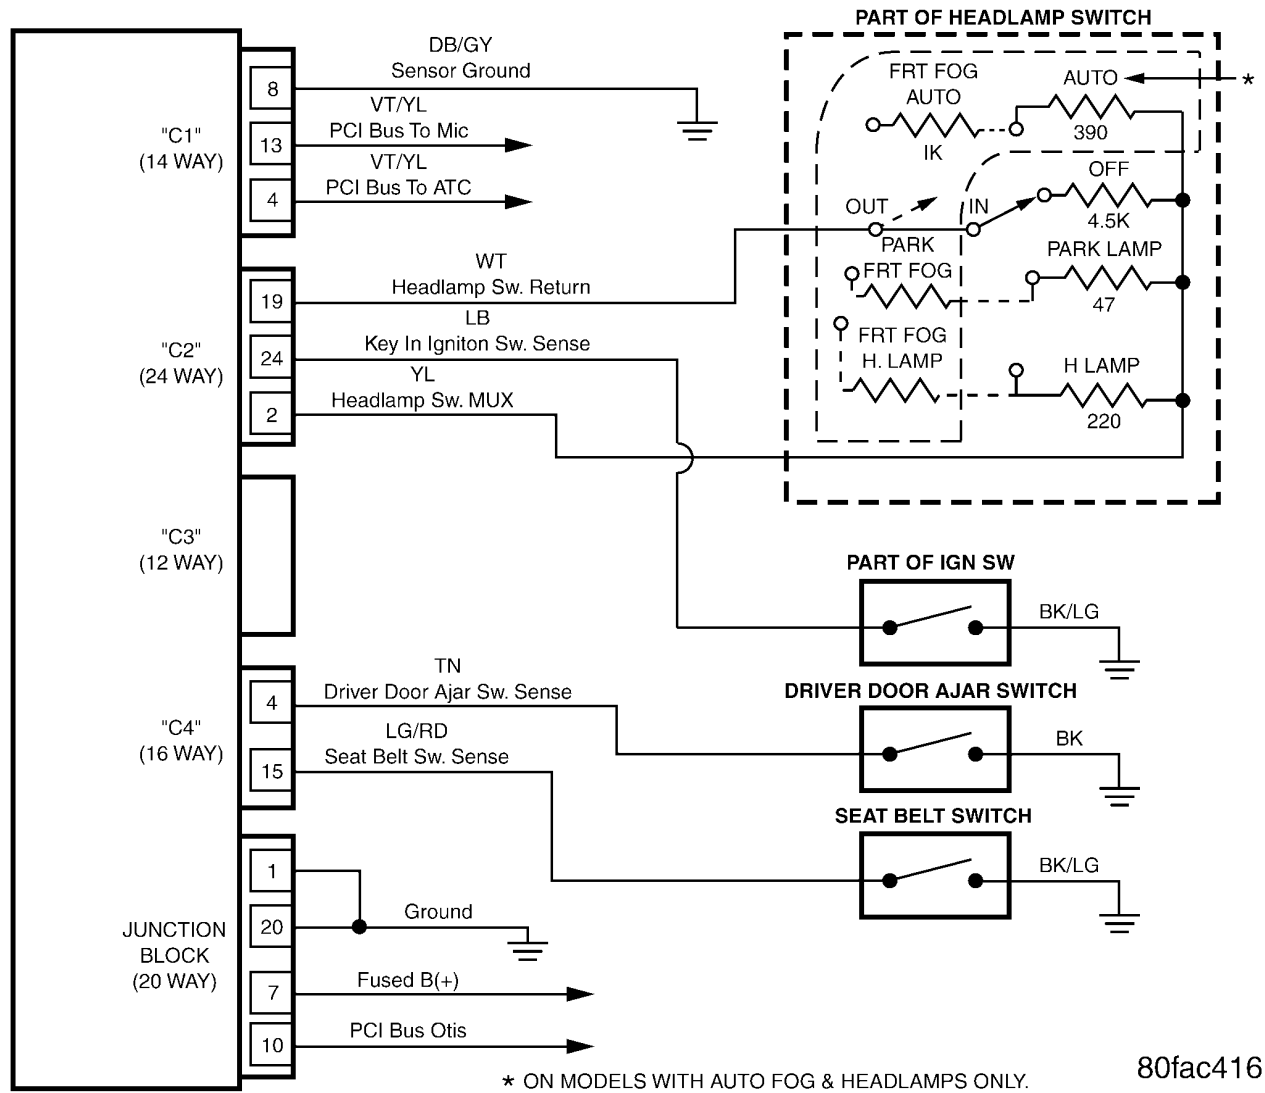 PART OF HEADLAMP SWITCH
"C1"
(14 WAY)
8
DB/GY
Sensor Ground
13
VT/YL
PCI Bus To Mic
4
VT/YL
PCI Bus To ATC
FRT FOG
AUTO
IK
AUTO
*
390
OFF
4.5K
OUT
IN
PARK
PARK LAMP
47
FRT FOG
FRT FOG
H. LAMP
H LAMP
220
"C2"
(24 WAY)
19
WT
Headlamp Sw. Return
24
LB
Key In Igniton Sw. Sense
2
YL
Headlamp Sw. MUX
"C3"
(12 WAY)
PART OF IGN SW
BK/LG
"C4"
(16 WAY)
4
TN
Driver Door Ajar Sw. Sense
15
LG/RD
Seat Belt Sw. Sense
DRIVER DOOR AJAR SWITCH
BK
SEAT BELT SWITCH
BK/LG
JUNCTION
BLOCK
(20 WAY)
1
20
Ground
7
Fused B(+)
10
PCI Bus Otis
* ON MODELS WITH AUTO FOG & HEADLAMPS ONLY.
80fac416